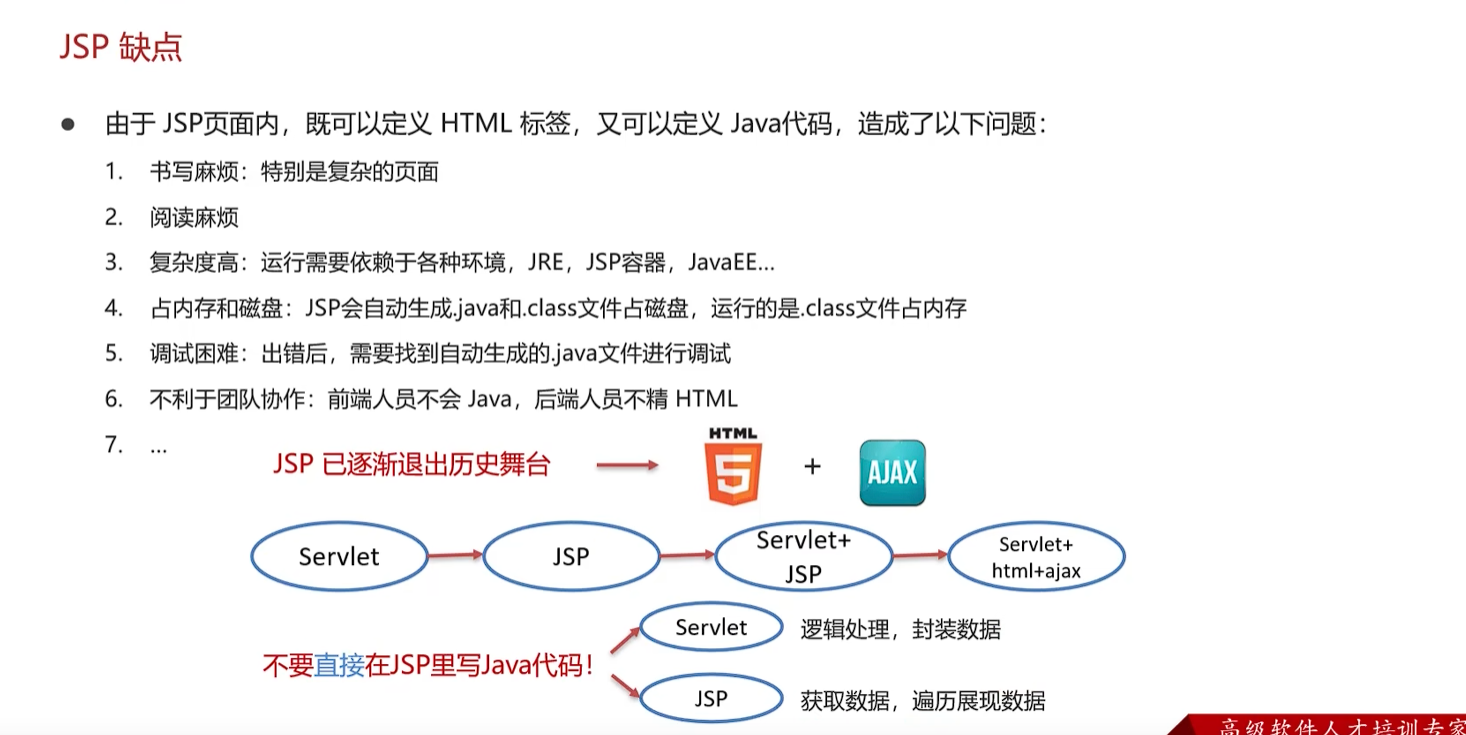 JSP 缺点
● 由于 JSP页面内，既可以定义 HTML 标签，又可以定义 Java代码，造成了以下问题：
1. 书写麻烦：特别是复杂的页面
2. 阅读麻烦
3. 复杂度高：运行需要依赖于各种环境，JRE，JSP容器，JavaEE...
4. 占内存和磁盘：JSP会自动生成.java和.class文件占磁盘，运行的是.class文件占内存
5. 调试困难：出错后，需要找到自动生成的.java文件进行调试
6. 不利于团队协作：前端人员不会 Java，后端人员不精 HTML
7. ...
JSP 已逐渐退出历史舞台
HTML
5
+
AJAX
Servlet
JSP
Servlet+
JSP
Servlet+
html+ajax
不要直接在JSP里写Java代码！
Servlet
逻辑处理，封装数据
JSP
获取数据，遍历展现数据
高级软件人才培训专家